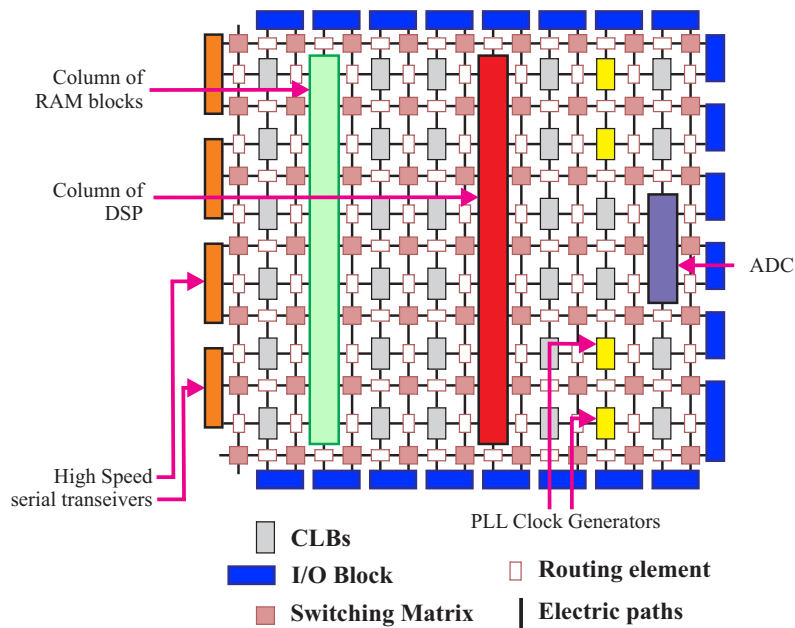 Column of
RAM blocks
Column of
DSP
ADC
High Speed
serial transeivers
PLL Clock Generators
CLBs
I/O Block
Routing element
Switching Matrix
Electric paths